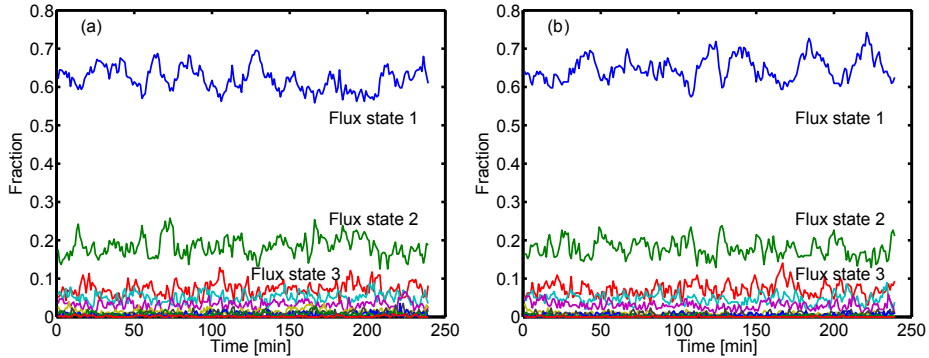 (a)
0.8
0.7
0.6
0.5
0.4
0.3
0.2
0.1
0
Fraction
Flux state 1
Flux state 2
Flux state 3
0 50 100 150 200 250
Time [min]
(b)
0.8
0.7
0.6
0.5
0.4
0.3
0.2
0.1
0
Fraction
Flux state 1
Flux state 2
Flux state 3
0 50 100 150 200 250
Time [min]